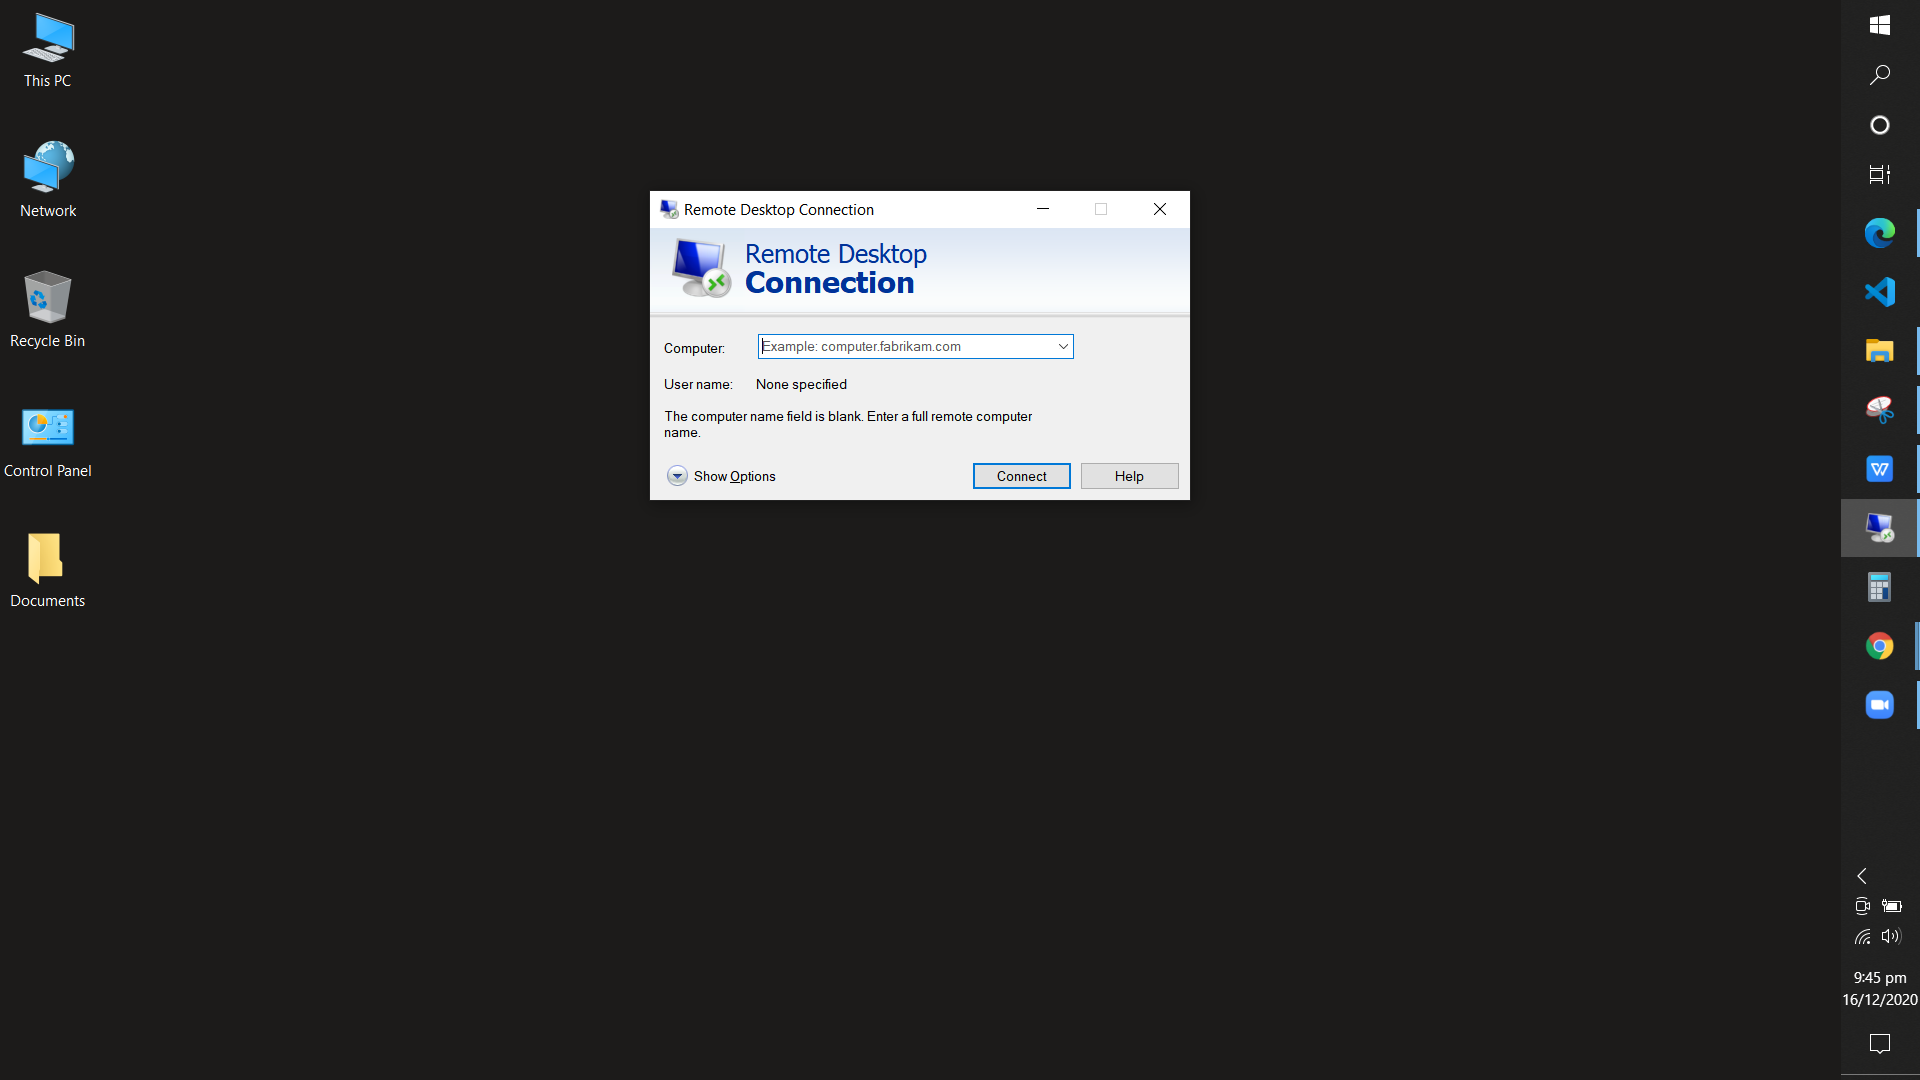 This PC
Network
Recycle Bin
Control Panel
Documents
Remote Desktop Connection
Remote Desktop
Connection
Computer:
Example: computer.fabrikam.com
User name:
None specified
The computer name field is blank. Enter a full remote computer
name.
Show Options
Connect
Help
9:45 pm
16/12/2020